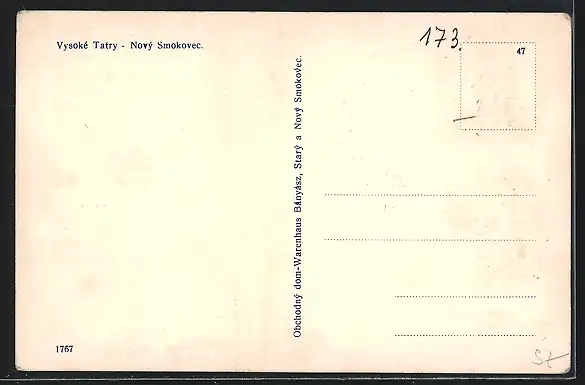 Vysoké Tatry - Nový Smokovec.
173.
47
Obchodný dom-Warenhaus Bányász, Starý a Nový Smokovec.
1767